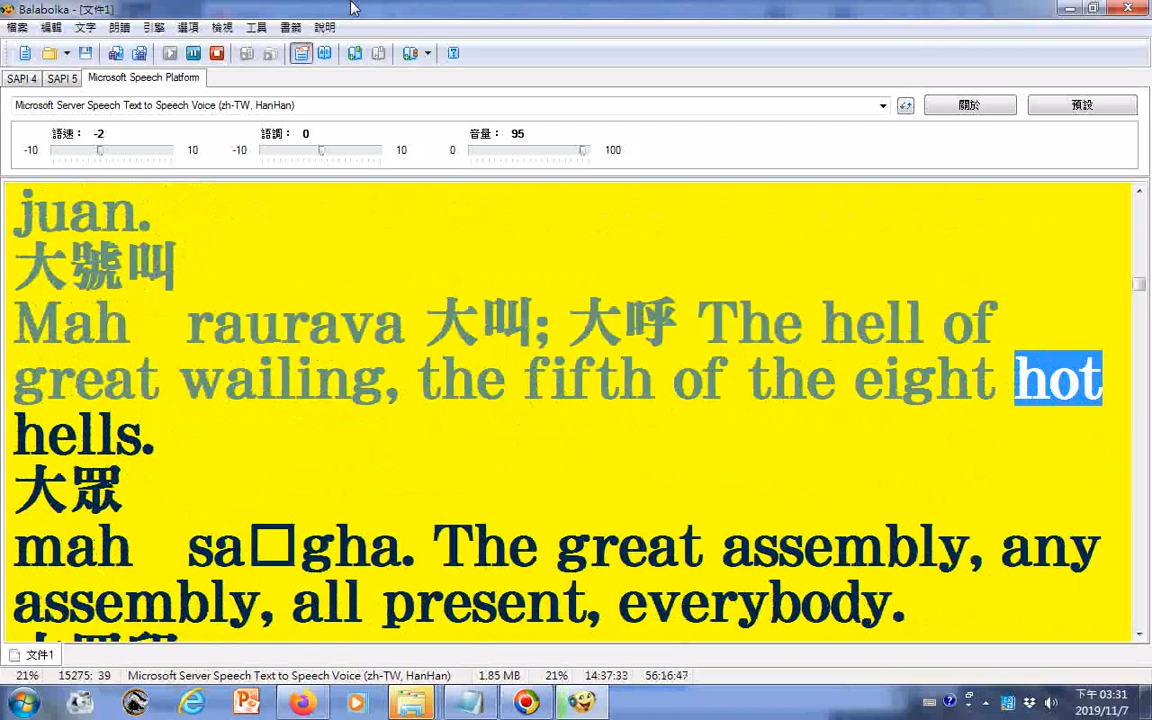 Balabolka - [文件1]
檔案 編輯 文字 朗讀 引擎 選項 檢視 工具 書籤 說明
SAPI 4 SAPI 5 Microsoft Speech Platform
Microsoft Server Speech Text to Speech Voice (zh-TW, HanHan) 關於 預設
語速： -2 語調： 0 音量： 95
-10 10 -10 10 0 100
juan.
大號叫
Mah raurava 大叫; 大呼 The hell of
great wailing, the fifth of the eight hot
hells.
大眾
mah sa□gha. The great assembly, any
assembly, all present, everybody.
文件1
21% 15275: 39 Microsoft Server Speech Text to Speech Voice (zh-TW, HanHan) 1.85 MB 21% 14:37:33 56:16:47
下午 03:31
2019/11/7